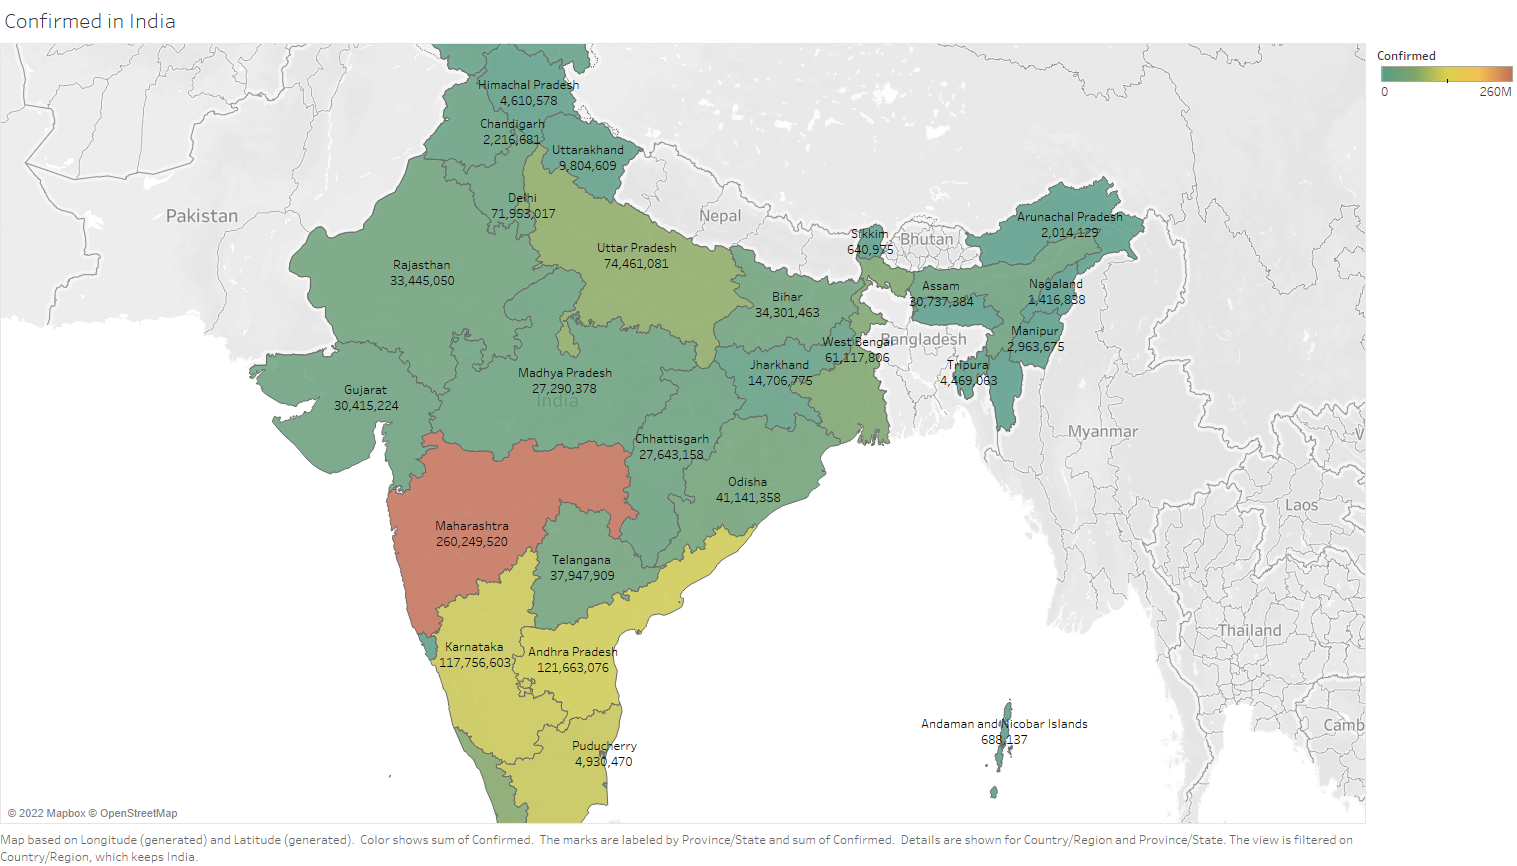 Confirmed in India
Confirmed
0
260M
Himachal Pradesh
4,610,578
Chandigarh
2,216,681
Uttarakhand
9,804,609
Delhi
71,953,017
Pakistan
Nepal
Arunachal Pradesh
2,014,129
Sikkim
640,975
Bhutan
Uttar Pradesh
74,461,081
Rajasthan
33,445,050
Assam
30,737,384
Nagaland
1,416,838
Bihar
34,301,463
Manipur
2,963,675
West Bengal
61,117,806
Bangladesh
Jharkhand
14,706,775
Tripura
4,469,063
Madhya Pradesh
27,290,378
India
Gujarat
30,415,224
Chhattisgarh
27,643,158
Myanmar
V
Odisha
41,141,358
Laos
Maharashtra
260,249,520
Telangana
37,947,909
Thailand
Karnataka
117,756,603
Andhra Pradesh
121,663,076
Andaman and Nicobar Islands
688,137
Camb
Puducherry
4,930,470
© 2022 Mapbox © OpenStreetMap
Map based on Longitude (generated) and Latitude (generated).  Color shows sum of Confirmed.  The marks are labeled by Province/State and sum of Confirmed.  Details are shown for Country/Region and Province/State. The view is filtered on
Country/Region, which keeps India.